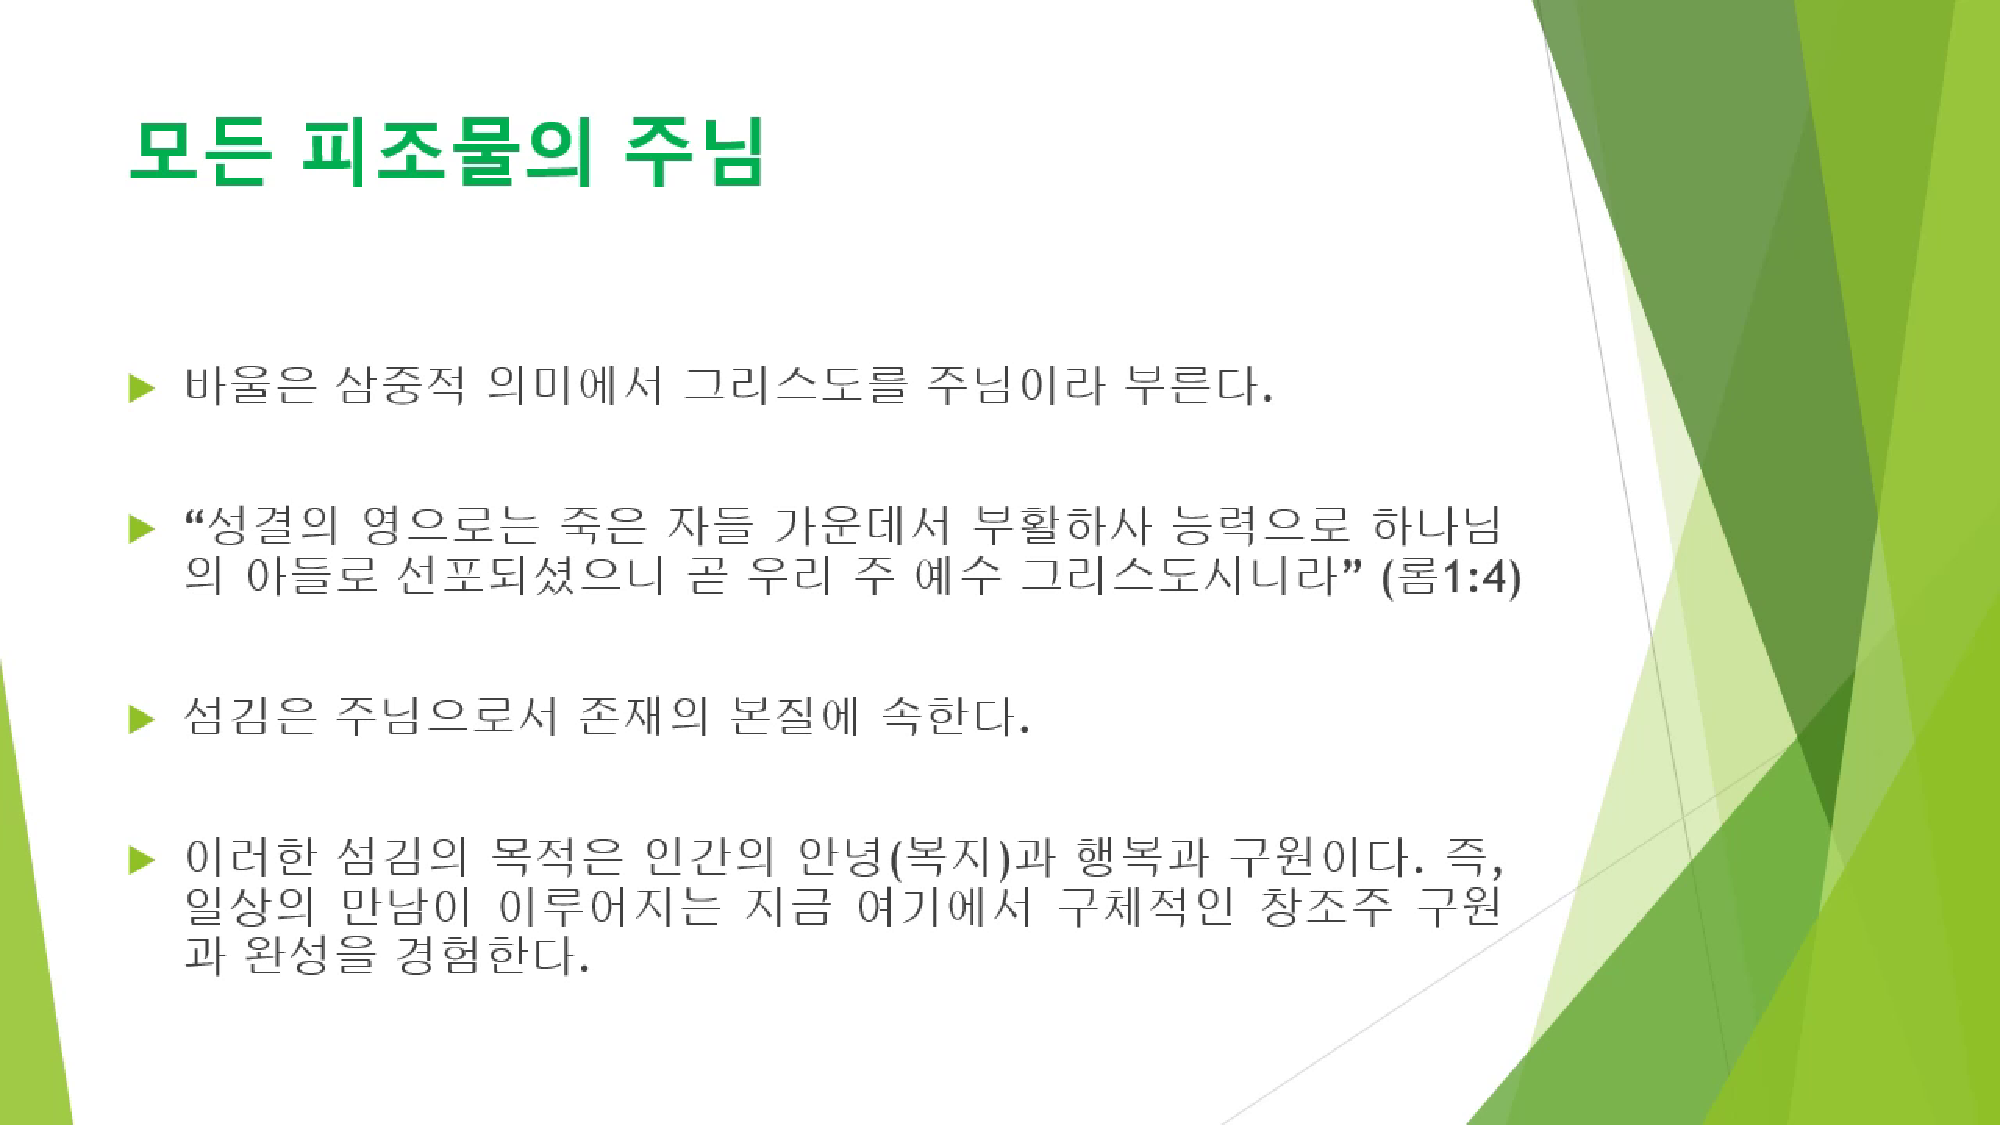 모든 피조물의 주님
바울은 삼중적 의미에서 그리스도를 주님이라 부른다.
“성결의 영으로는 죽은 자들 가운데서 부활하사 능력으로 하나님
의 아들로 선포되셨으니 곧 우리 주 예수 그리스도시니라” (롬1:4)
섬김은 주님으로서 존재의 본질에 속한다.
이러한 섬김의 목적은 인간의 안녕(복지)과 행복과 구원이다. 즉,
일상의 만남이 이루어지는 지금 여기에서 구체적인 창조주 구원
과 완성을 경험한다.